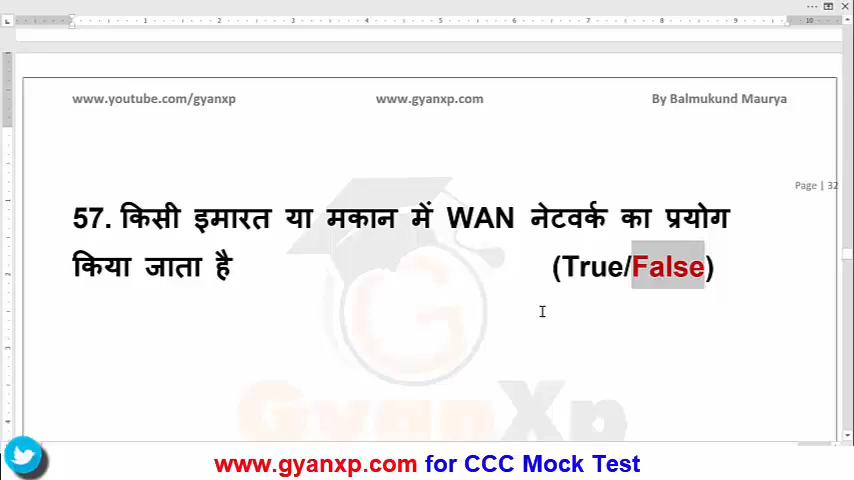 www.youtube.com/gyanxp www.gyanxp.com By Balmukund Maurya
Page | 32
57. किसी इमारत या मकान में WAN नेटवर्क का प्रयोग
किया जाता है (True/False)
GyanXp
www.gyanxp.com for CCC Mock Test